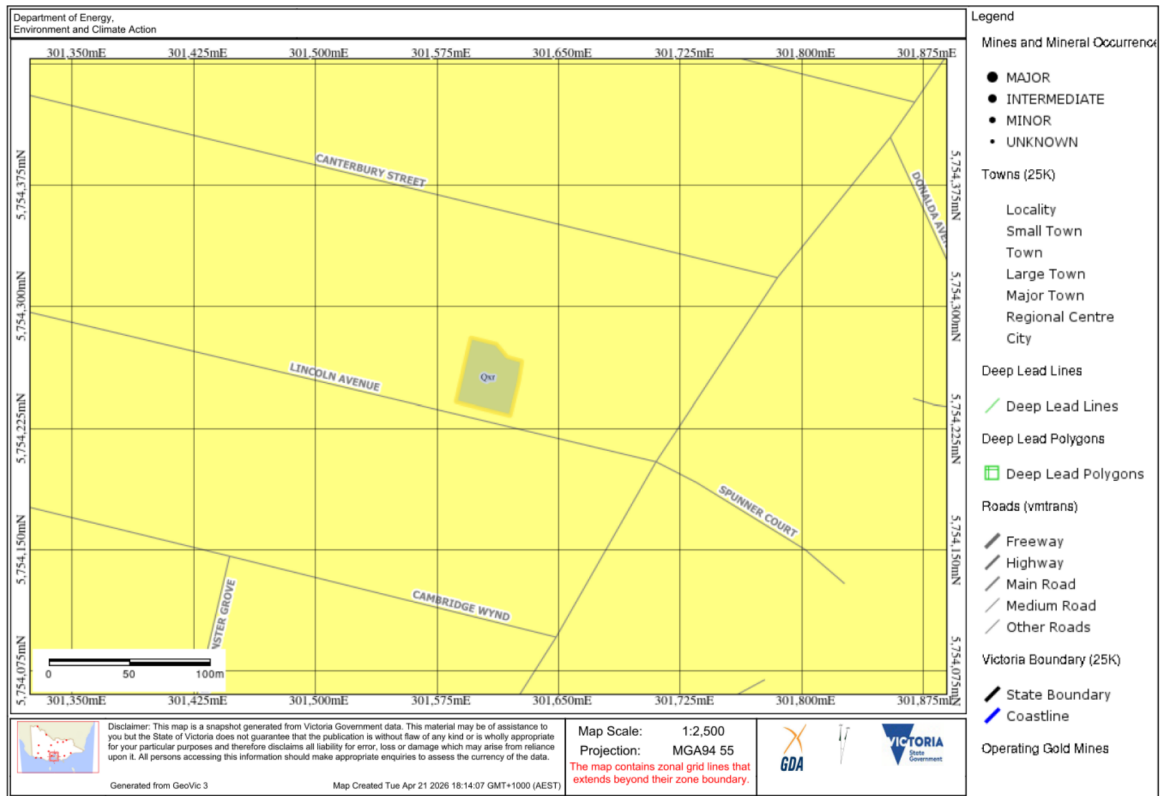 Department of Energy,
Environment and Climate Action
301,350mE 301,425mE 301,500mE 301,575mE 301,650mE 301,725mE 301,800mE 301,875mE
5,754,375mN
5,754,300mN
5,754,225mN
5,754,150mN
5,754,075mN
CANTERBURY STREET
DONALDA AVEN
LINCOLN AVENUE
SPUNNER COURT
CAMBRIDGE WYND
NSTER GROVE
5,754,375mN
5,754,300mN
5,754,225mN
5,754,150mN
5,754,075mN
0 50 100m
301,350mE 301,425mE 301,500mE 301,575mE 301,650mE 301,725mE 301,800mE 301,875mE
Legend
Mines and Mineral Occurrence
MAJOR
INTERMEDIATE
MINOR
UNKNOWN
Towns (25K)
Locality
Small Town
Town
Large Town
Major Town
Regional Centre
City
Deep Lead Lines
Deep Lead Lines
Deep Lead Polygons
Deep Lead Polygons
Roads (vmtrans)
Freeway
Highway
Main Road
Medium Road
Other Roads
Victoria Boundary (25K)
State Boundary
Coastline
Operating Gold Mines
Disclaimer: This map is a snapshot generated from Victoria Government data. This material may be of assistance to
you but the State of Victoria does not guarantee that the publication is without flaw of any kind or is wholly appropriate
for your particular purposes and therefore disclaims all liability for error, loss or damage which may arise from reliance
upon it. All persons accessing this information should make appropriate enquiries to assess the currency of the data.
Generated from GeoVic 3 Map Created Tue Apr 21 2026 18:14:07 GMT+1000 (AEST)
Map Scale: 1:2,500
Projection: MGA94 55
The map contains zonal grid lines that
extends beyond their zone boundary.
GDA
VICTORIA
State
Government